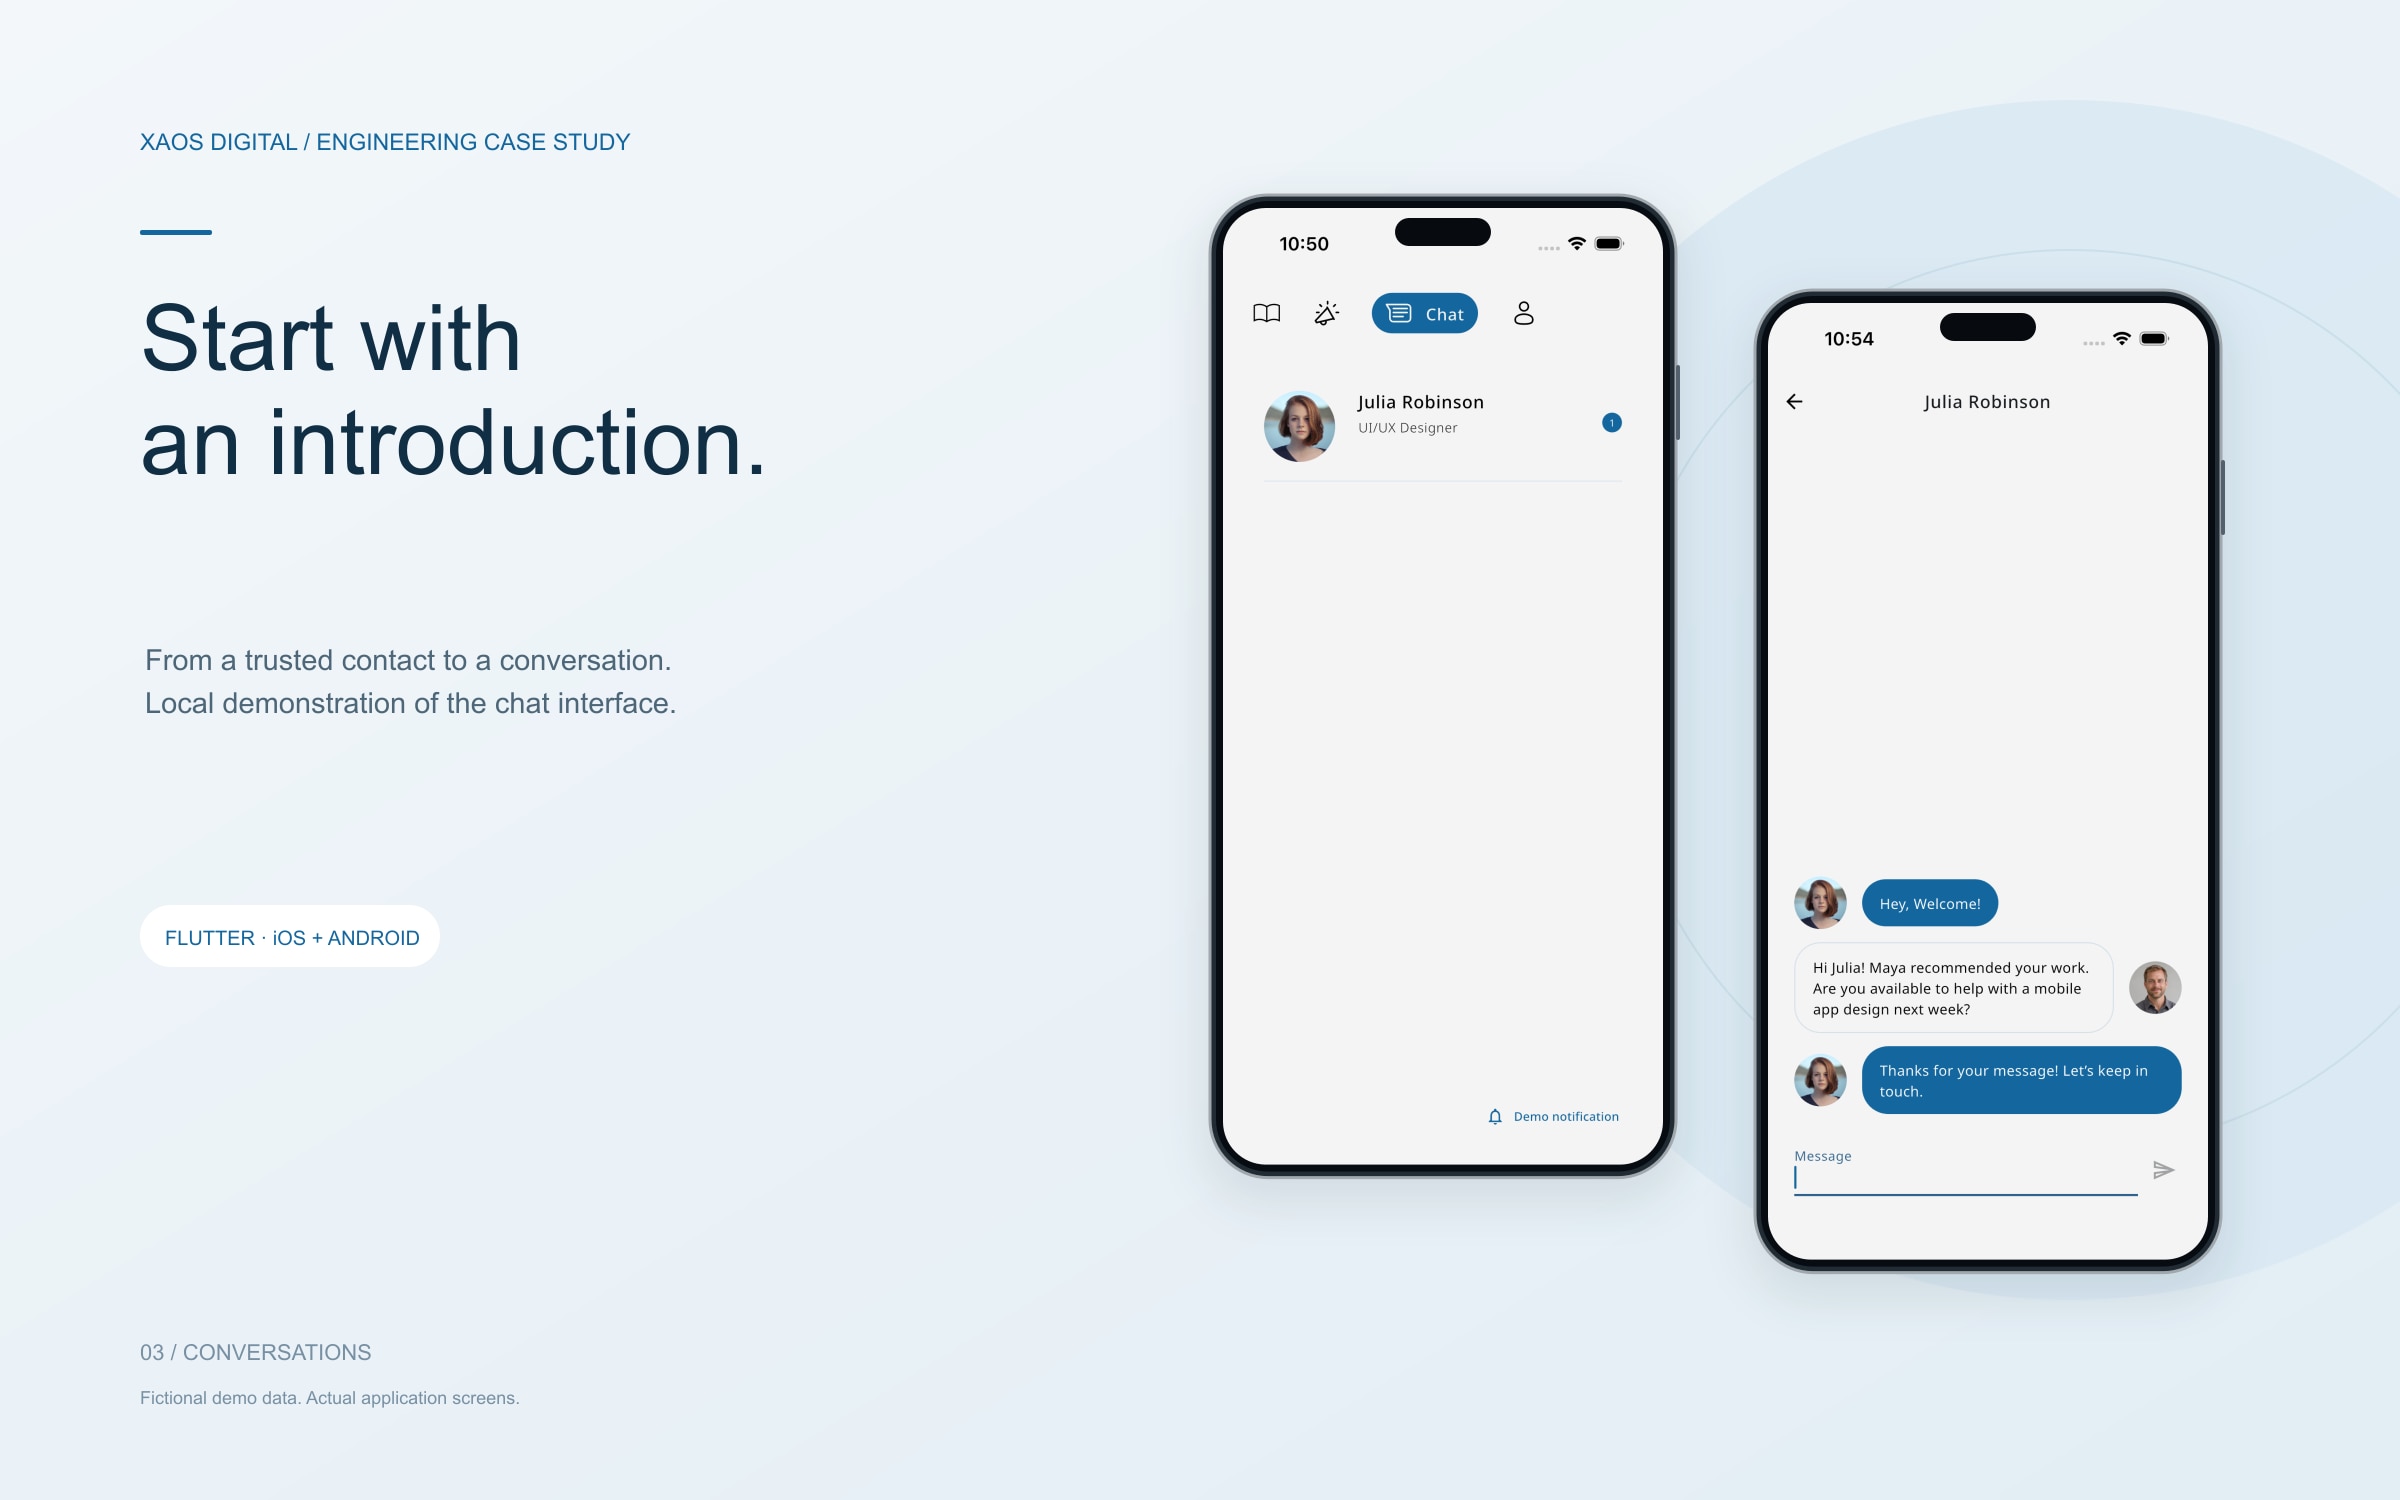 XAOS DIGITAL / ENGINEERING CASE STUDY
Start with
an introduction.
From a trusted contact to a conversation.
Local demonstration of the chat interface.
FLUTTER · iOS + ANDROID
03 / CONVERSATIONS
Fictional demo data. Actual application screens.
10:50
Chat
Julia Robinson
UI/UX Designer
1
Demo notification
10:54
Julia Robinson
Hey, Welcome!
Hi Julia! Maya recommended your work.
Are you available to help with a mobile
app design next week?
Thanks for your message! Let’s keep in
touch.
Message